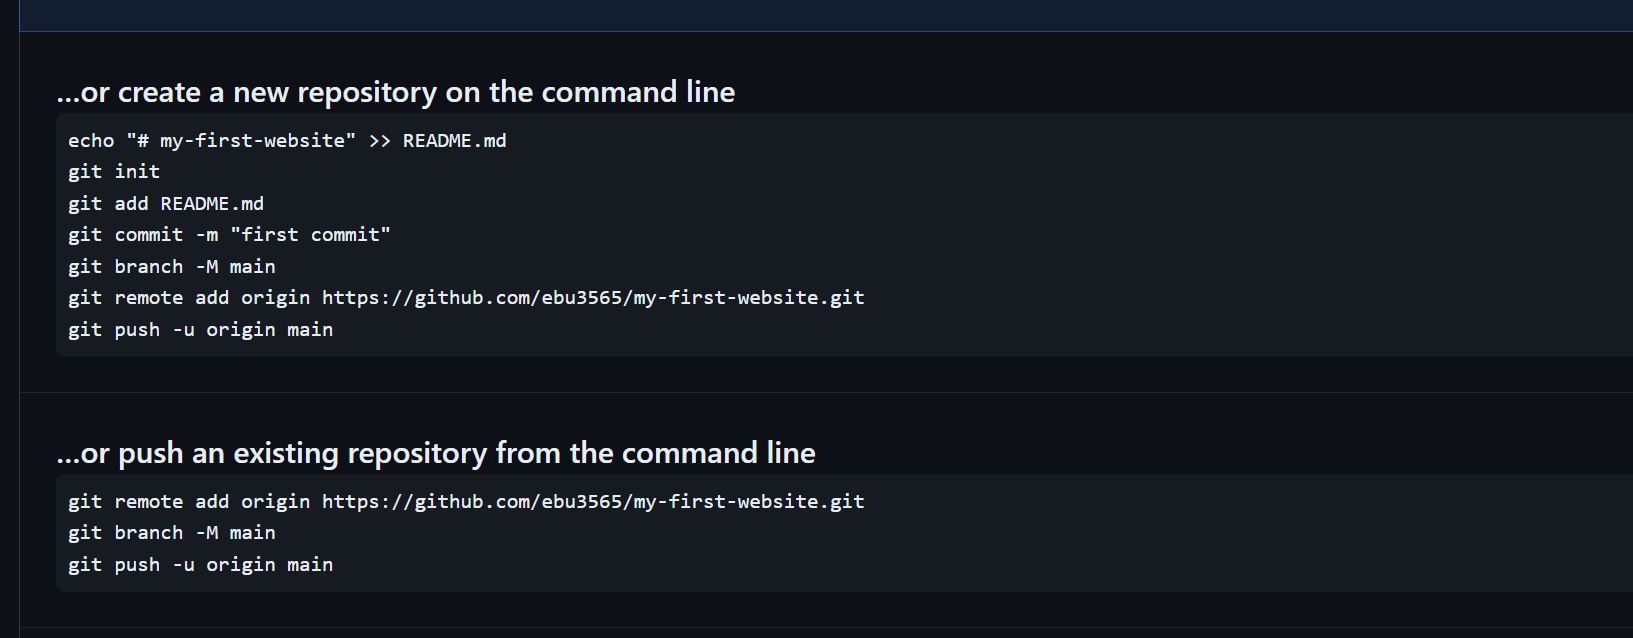 ...or create a new repository on the command line
echo "# my-first-website" >> README.md
git init
git add README.md
git commit -m "first commit"
git branch -M main
git remote add origin https://github.com/ebu3565/my-first-website.git
git push -u origin main
...or push an existing repository from the command line
git remote add origin https://github.com/ebu3565/my-first-website.git
git branch -M main
git push -u origin main